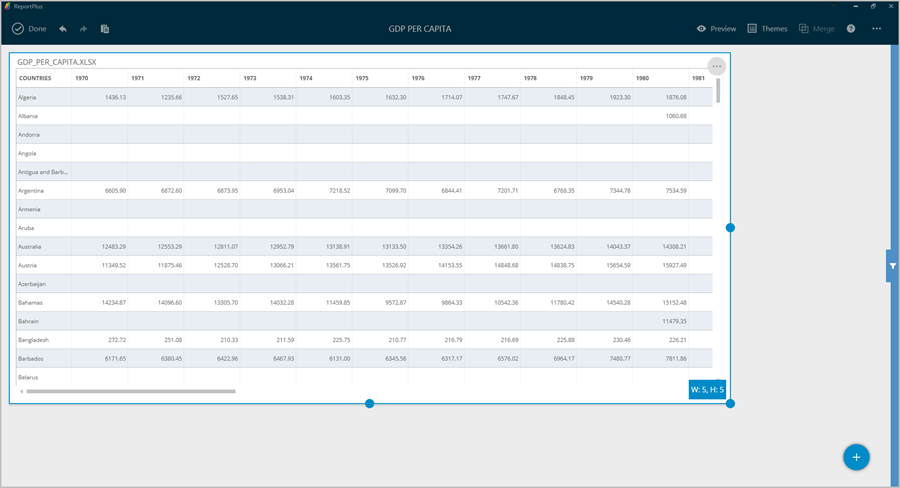 ReportPlus
Done GDP PER CAPITA Preview Themes Merge ? ...
GDP_PER_CAPITA.XLSX
COUNTRIES 1970 1971 1972 1973 1974 1975 1976 1977 1978 1979 1980 1981
Algeria 1436.13 1235.66 1527.65 1538.31 1603.35 1632.30 1714.07 1747.67 1848.45 1923.30 1876.08
Albania 1060.68
Andorra
Angola
Antigua and Barb...
Argentina 6605.90 6872.60 6873.95 6953.04 7218.52 7099.70 6844.41 7201.71 6768.35 7344.78 7534.59
Armenia
Aruba
Australia 12483.29 12553.29 12811.07 12952.79 13138.91 13133.50 13354.26 13661.80 13624.83 14043.37 14308.21
Austria 11349.52 11875.46 12528.70 13066.21 13561.75 13526.92 14153.55 14848.68 14838.75 15654.59 15927.49
Azerbaijan
Bahamas 14234.87 14096.60 13305.70 14032.28 11459.85 9572.87 9864.33 10542.36 11780.42 14540.28 15152.48
Bahrain 11479.35
Bangladesh 272.72 251.08 210.33 211.59 225.75 210.77 216.79 216.69 225.88 230.46 226.21
Barbados 6171.65 6380.45 6422.96 6467.93 6131.00 6345.56 6317.17 6576.02 6964.17 7480.77 7811.86
Belarus
W: 5, H: 5